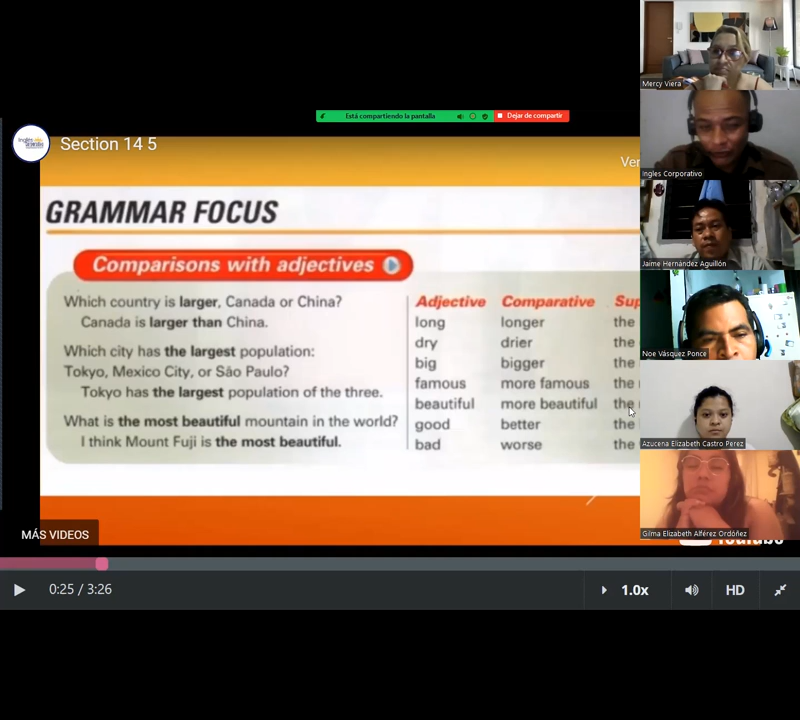 Está compartiendo la pantalla
Dejar de compartir
Section 14 5
Ver
GRAMMAR FOCUS
Comparisons with adjectives
Which country is larger, Canada or China?
Canada is larger than China.
Which city has the largest population:
Tokyo, Mexico City, or São Paulo?
Tokyo has the largest population of the three.
What is the most beautiful mountain in the world?
I think Mount Fuji is the most beautiful.
Adjective Comparative Sup
long longer the
dry drier the
big bigger the
famous more famous the
beautiful more beautiful the
good better the
bad worse the
MÁS VIDEOS
0:25 / 3:26
1.0x
HD
Mercy Viera
Ingles Corporativo
Jaime Hernández Aguillón
Noe Vásquez Ponce
Azucena Elizabeth Castro Perez
Gilma Elizabeth Alférez Ordóñez